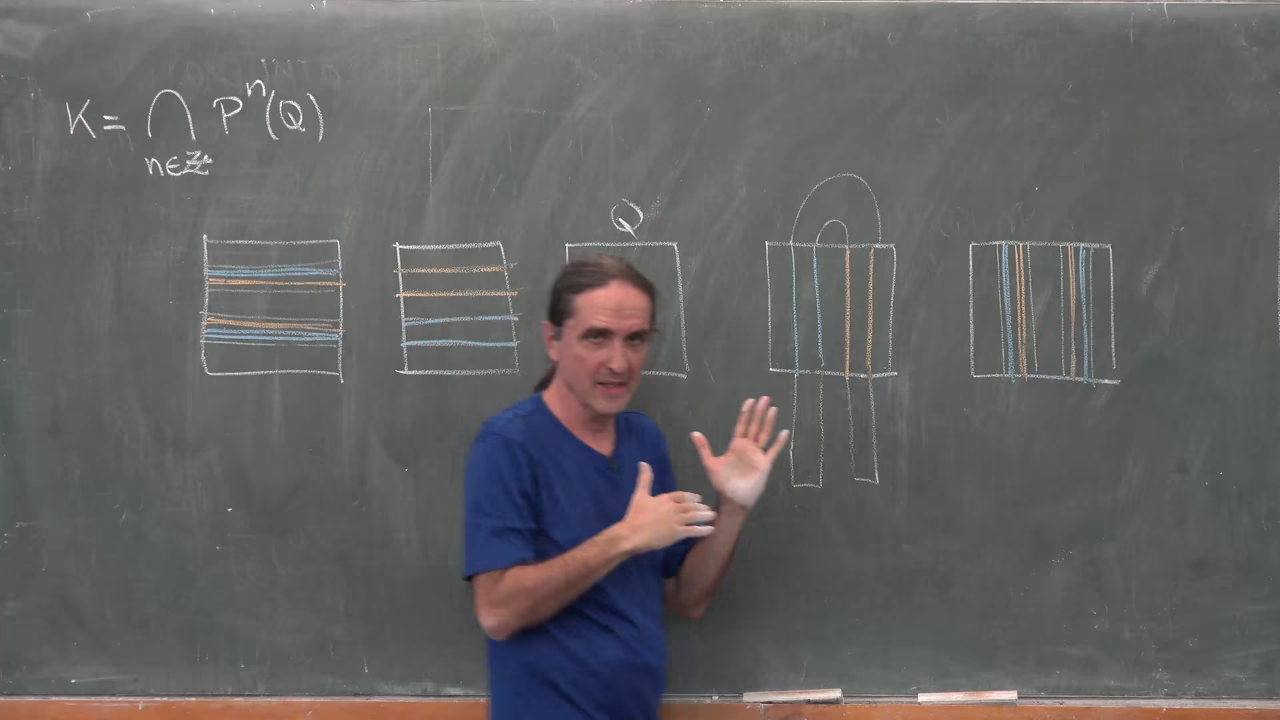 K = ⋂ Pⁿ(Q)
n∈ℤ
Q